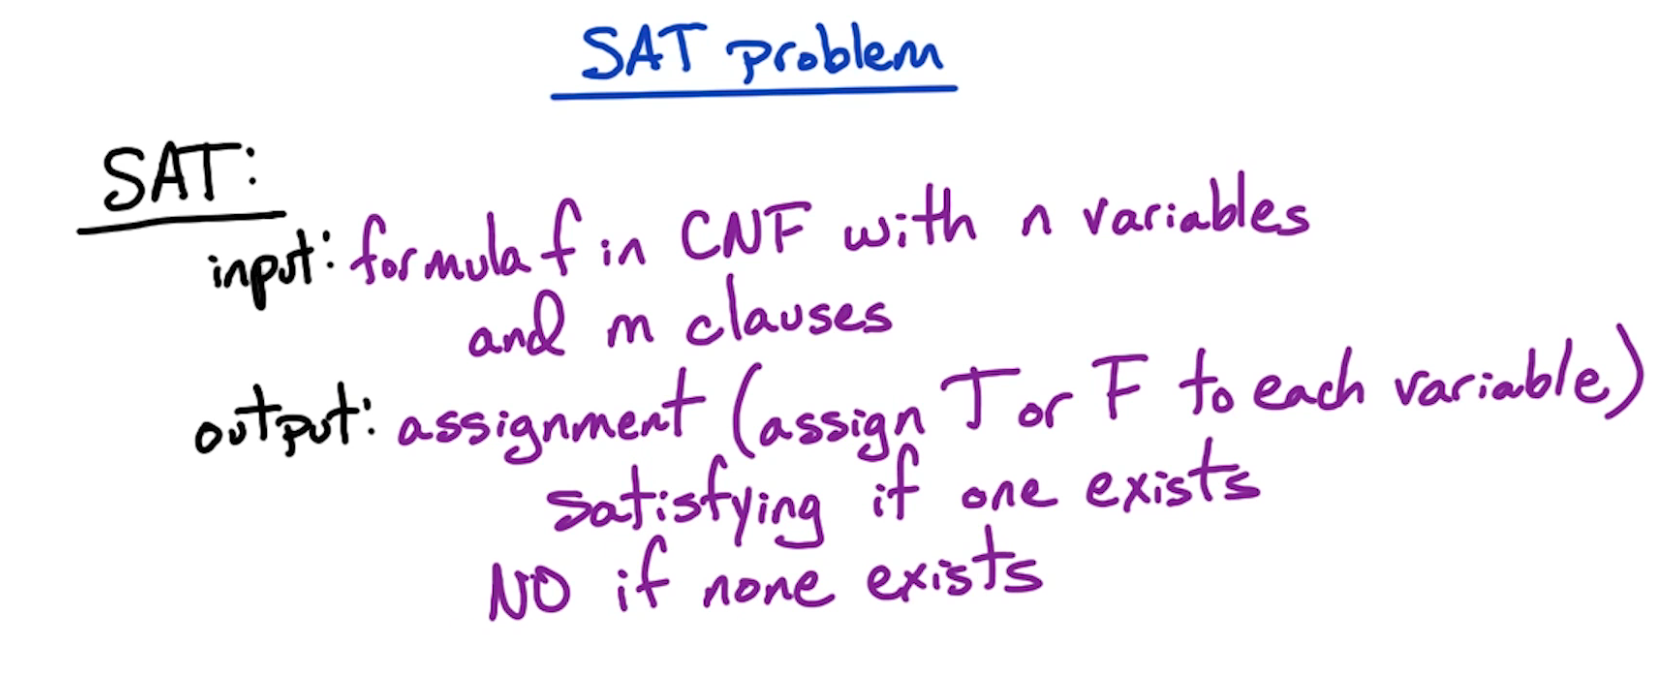 SAT problem
SAT:
input: formula f in CNF with n variables
and m clauses
output: assignment (assign T or F to each variable)
satisfying if one exists
NO if none exists